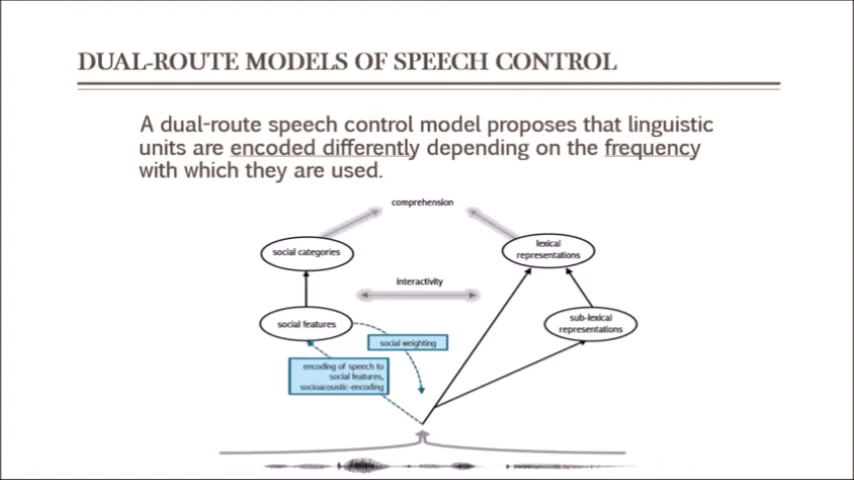 DUAL-ROUTE MODELS OF SPEECH CONTROL
A dual-route speech control model proposes that linguistic
units are encoded differently depending on the frequency
with which they are used.
comprehension
social categories
lexical
representations
interactivity
social features
sub-lexical
representations
social weighting
encoding of speech to
social features,
socioacoustic-encoding